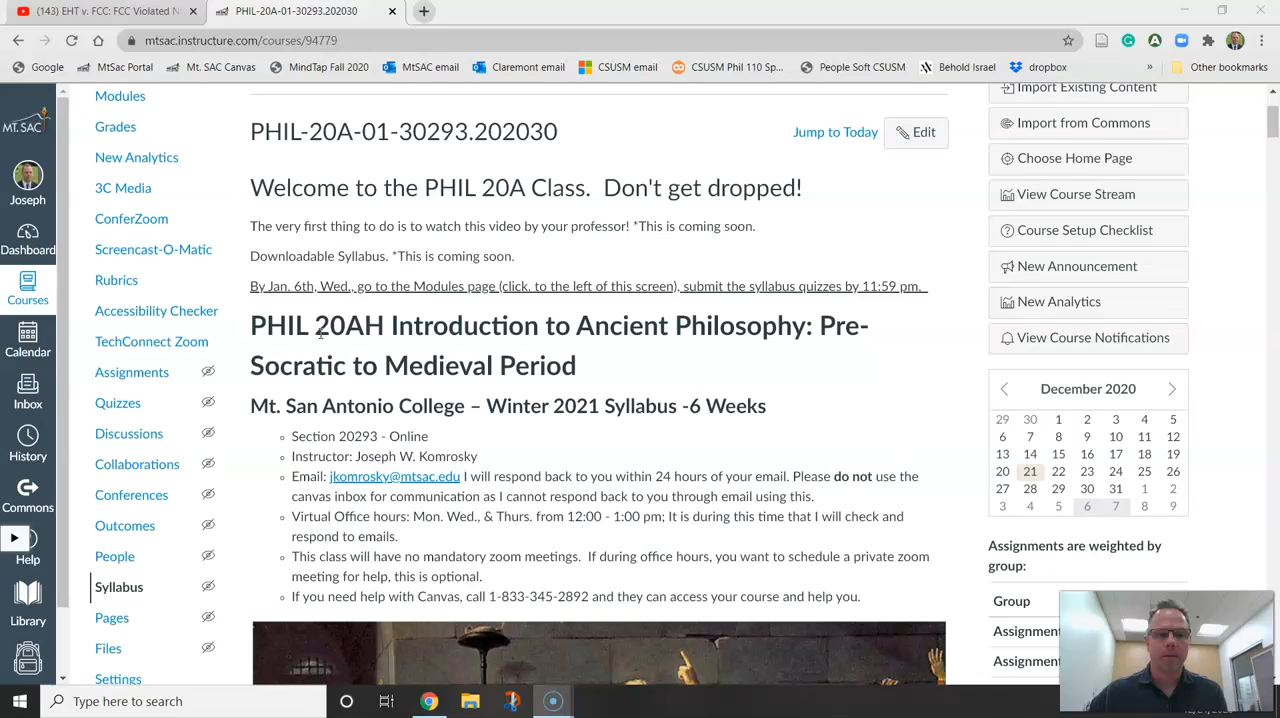 (143) EHT v. FCC: FCC Violated N
PHIL-20A-01-30293.202030
mtsac.instructure.com/courses/94779
Google
MtSac Portal
Mt. SAC Canvas
MindTap Fall 2020
MtSAC email
Claremont email
CSUSM email
CSUSM Phil 110 Sp...
People Soft CSUSM
Behold Israel
dropbox
»
Other bookmarks
MT. SAC
Joseph
Dashboard
Courses
Calendar
Inbox
History
Commons
Help
Library
Modules
Grades
New Analytics
3C Media
ConferZoom
Screencast-O-Matic
Rubrics
Accessibility Checker
TechConnect Zoom
Assignments
Quizzes
Discussions
Collaborations
Conferences
Outcomes
People
Syllabus
Pages
Files
Settings
PHIL-20A-01-30293.202030
Jump to Today
Edit
Welcome to the PHIL 20A Class.  Don't get dropped!
The very first thing to do is to watch this video by your professor! *This is coming soon.
Downloadable Syllabus. *This is coming soon.
By Jan. 6th, Wed., go to the Modules page (click. to the left of this screen), submit the syllabus quizzes by 11:59 pm.
PHIL 20AH Introduction to Ancient Philosophy: Pre-
Socratic to Medieval Period
Mt. San Antonio College – Winter 2021 Syllabus -6 Weeks
Section 20293 - Online
Instructor: Joseph W. Komrosky
Email: jkomrosky@mtsac.edu I will respond back to you within 24 hours of your email. Please do not use the
canvas inbox for communication as I cannot respond back to you through email using this.
Virtual Office hours: Mon. Wed., & Thurs. from 12:00 - 1:00 pm; It is during this time that I will check and
respond to emails.
This class will have no mandatory zoom meetings.  If during office hours, you want to schedule a private zoom
meeting for help, this is optional.
If you need help with Canvas, call 1-833-345-2892 and they can access your course and help you.
Import Existing Content
Import from Commons
Choose Home Page
View Course Stream
Course Setup Checklist
New Announcement
New Analytics
View Course Notifications
December 2020
29 30 1 2 3 4 5
6 7 8 9 10 11 12
13 14 15 16 17 18 19
20 21 22 23 24 25 26
27 28 29 30 31 1 2
3 4 5 6 7 8 9
Assignments are weighted by
group:
Group
Assignment
Assignment
Type here to search